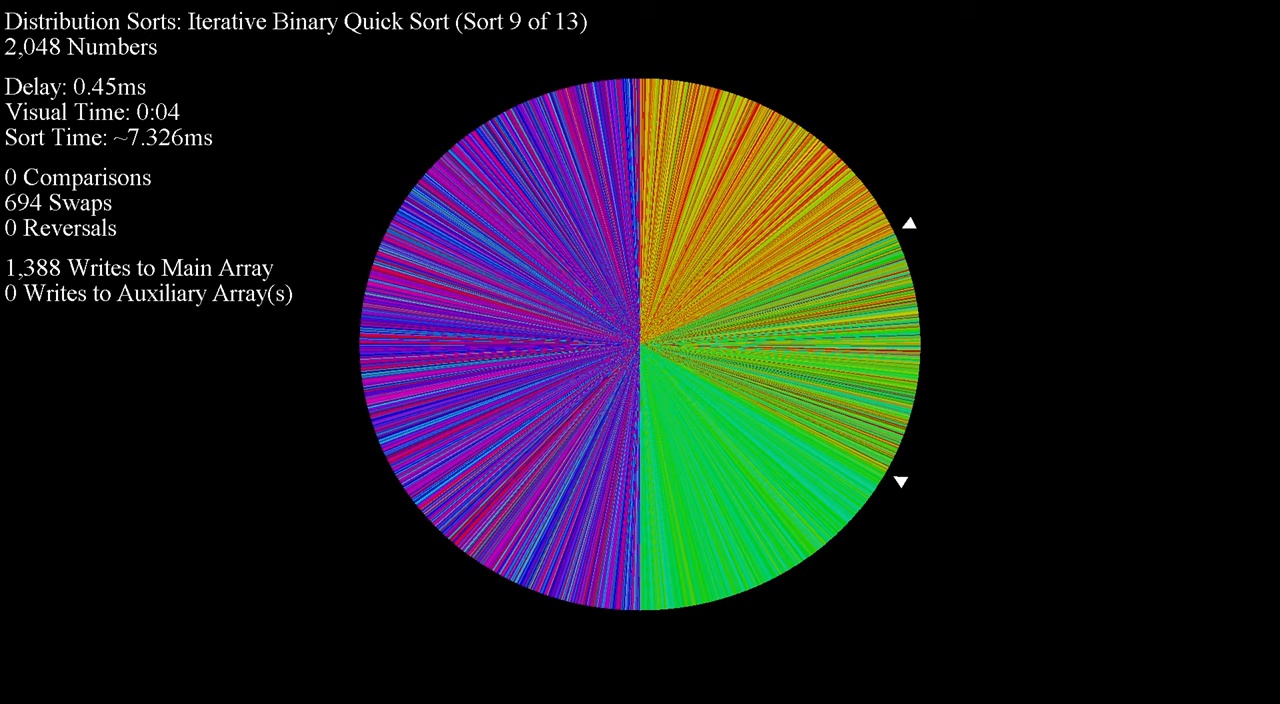 Distribution Sorts: Iterative Binary Quick Sort (Sort 9 of 13)
2,048 Numbers
Delay: 0.45ms
Visual Time: 0:04
Sort Time: ~7.326ms
0 Comparisons
694 Swaps
0 Reversals
1,388 Writes to Main Array
0 Writes to Auxiliary Array(s)